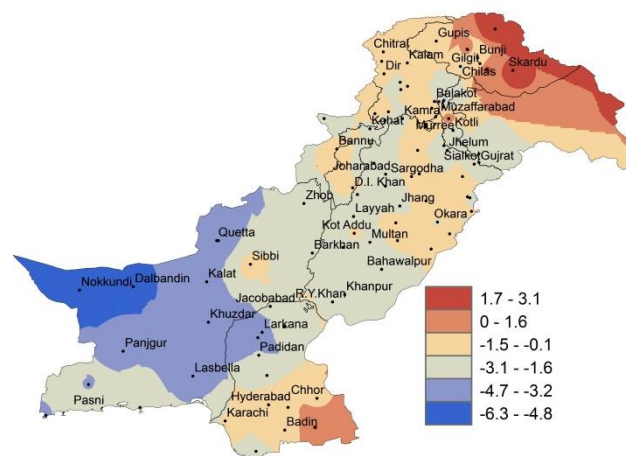 Gupis
Chitral
Kalam
Bunji
Gilgit
Dir
Skardu
Chilas
Balakot
Kamra
Muzaffarabad
Kohat
Murree
Kotli
Bannu
Jhelum
Joharabad
Sialkot
Gujrat
Sargodha
D.I. Khan
Zhob
Layyah
Jhang
Okara
Kot Addu
Quetta
Multan
Sibbi
Barkhan
Bahawalpur
Nokkundi
Dalbandin
Kalat
R.Y.Khan
Khanpur
Jacobabad
Khuzdar
Larkana
Panjgur
Padidan
Lasbella
Pasni
Hyderabad
Chhor
Karachi
Badin
1.7 - 3.1
0 - 1.6
-1.5 - -0.1
-3.1 - -1.6
-4.7 - -3.2
-6.3 - -4.8